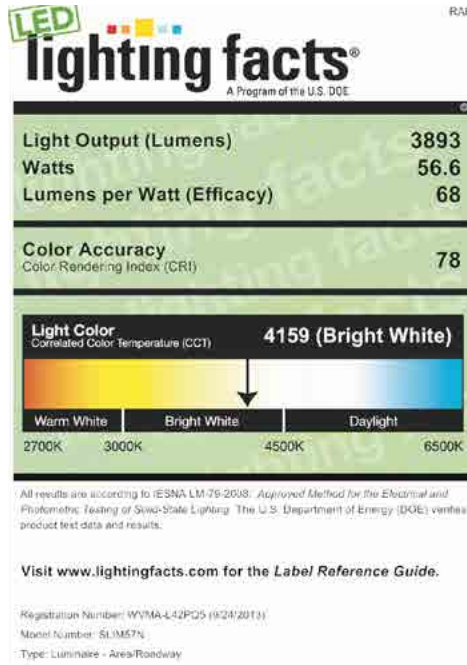 LED
lighting facts®
A Program of the U.S. DOE
Light Output (Lumens) 3893
Watts 56.6
Lumens per Watt (Efficacy) 68
Color Accuracy 78
Color Rendering Index (CRI)
Light Color
Correlated Color Temperature (CCT)
4159 (Bright White)
Warm White Bright White Daylight
2700K 3000K 4500K 6500K
All results are according to IESNA LM-79-2008: Approved Method for the Electrical and
Photometric Testing of Solid-State Lighting. The U.S. Department of Energy (DOE) verifies
product test data and results.
Visit www.lightingfacts.com for the Label Reference Guide.
Registration Number: WVMA-L42PQ5 (9/24/2013)
Model Number: SLIM57N
Type: Luminaire - Area/Roadway